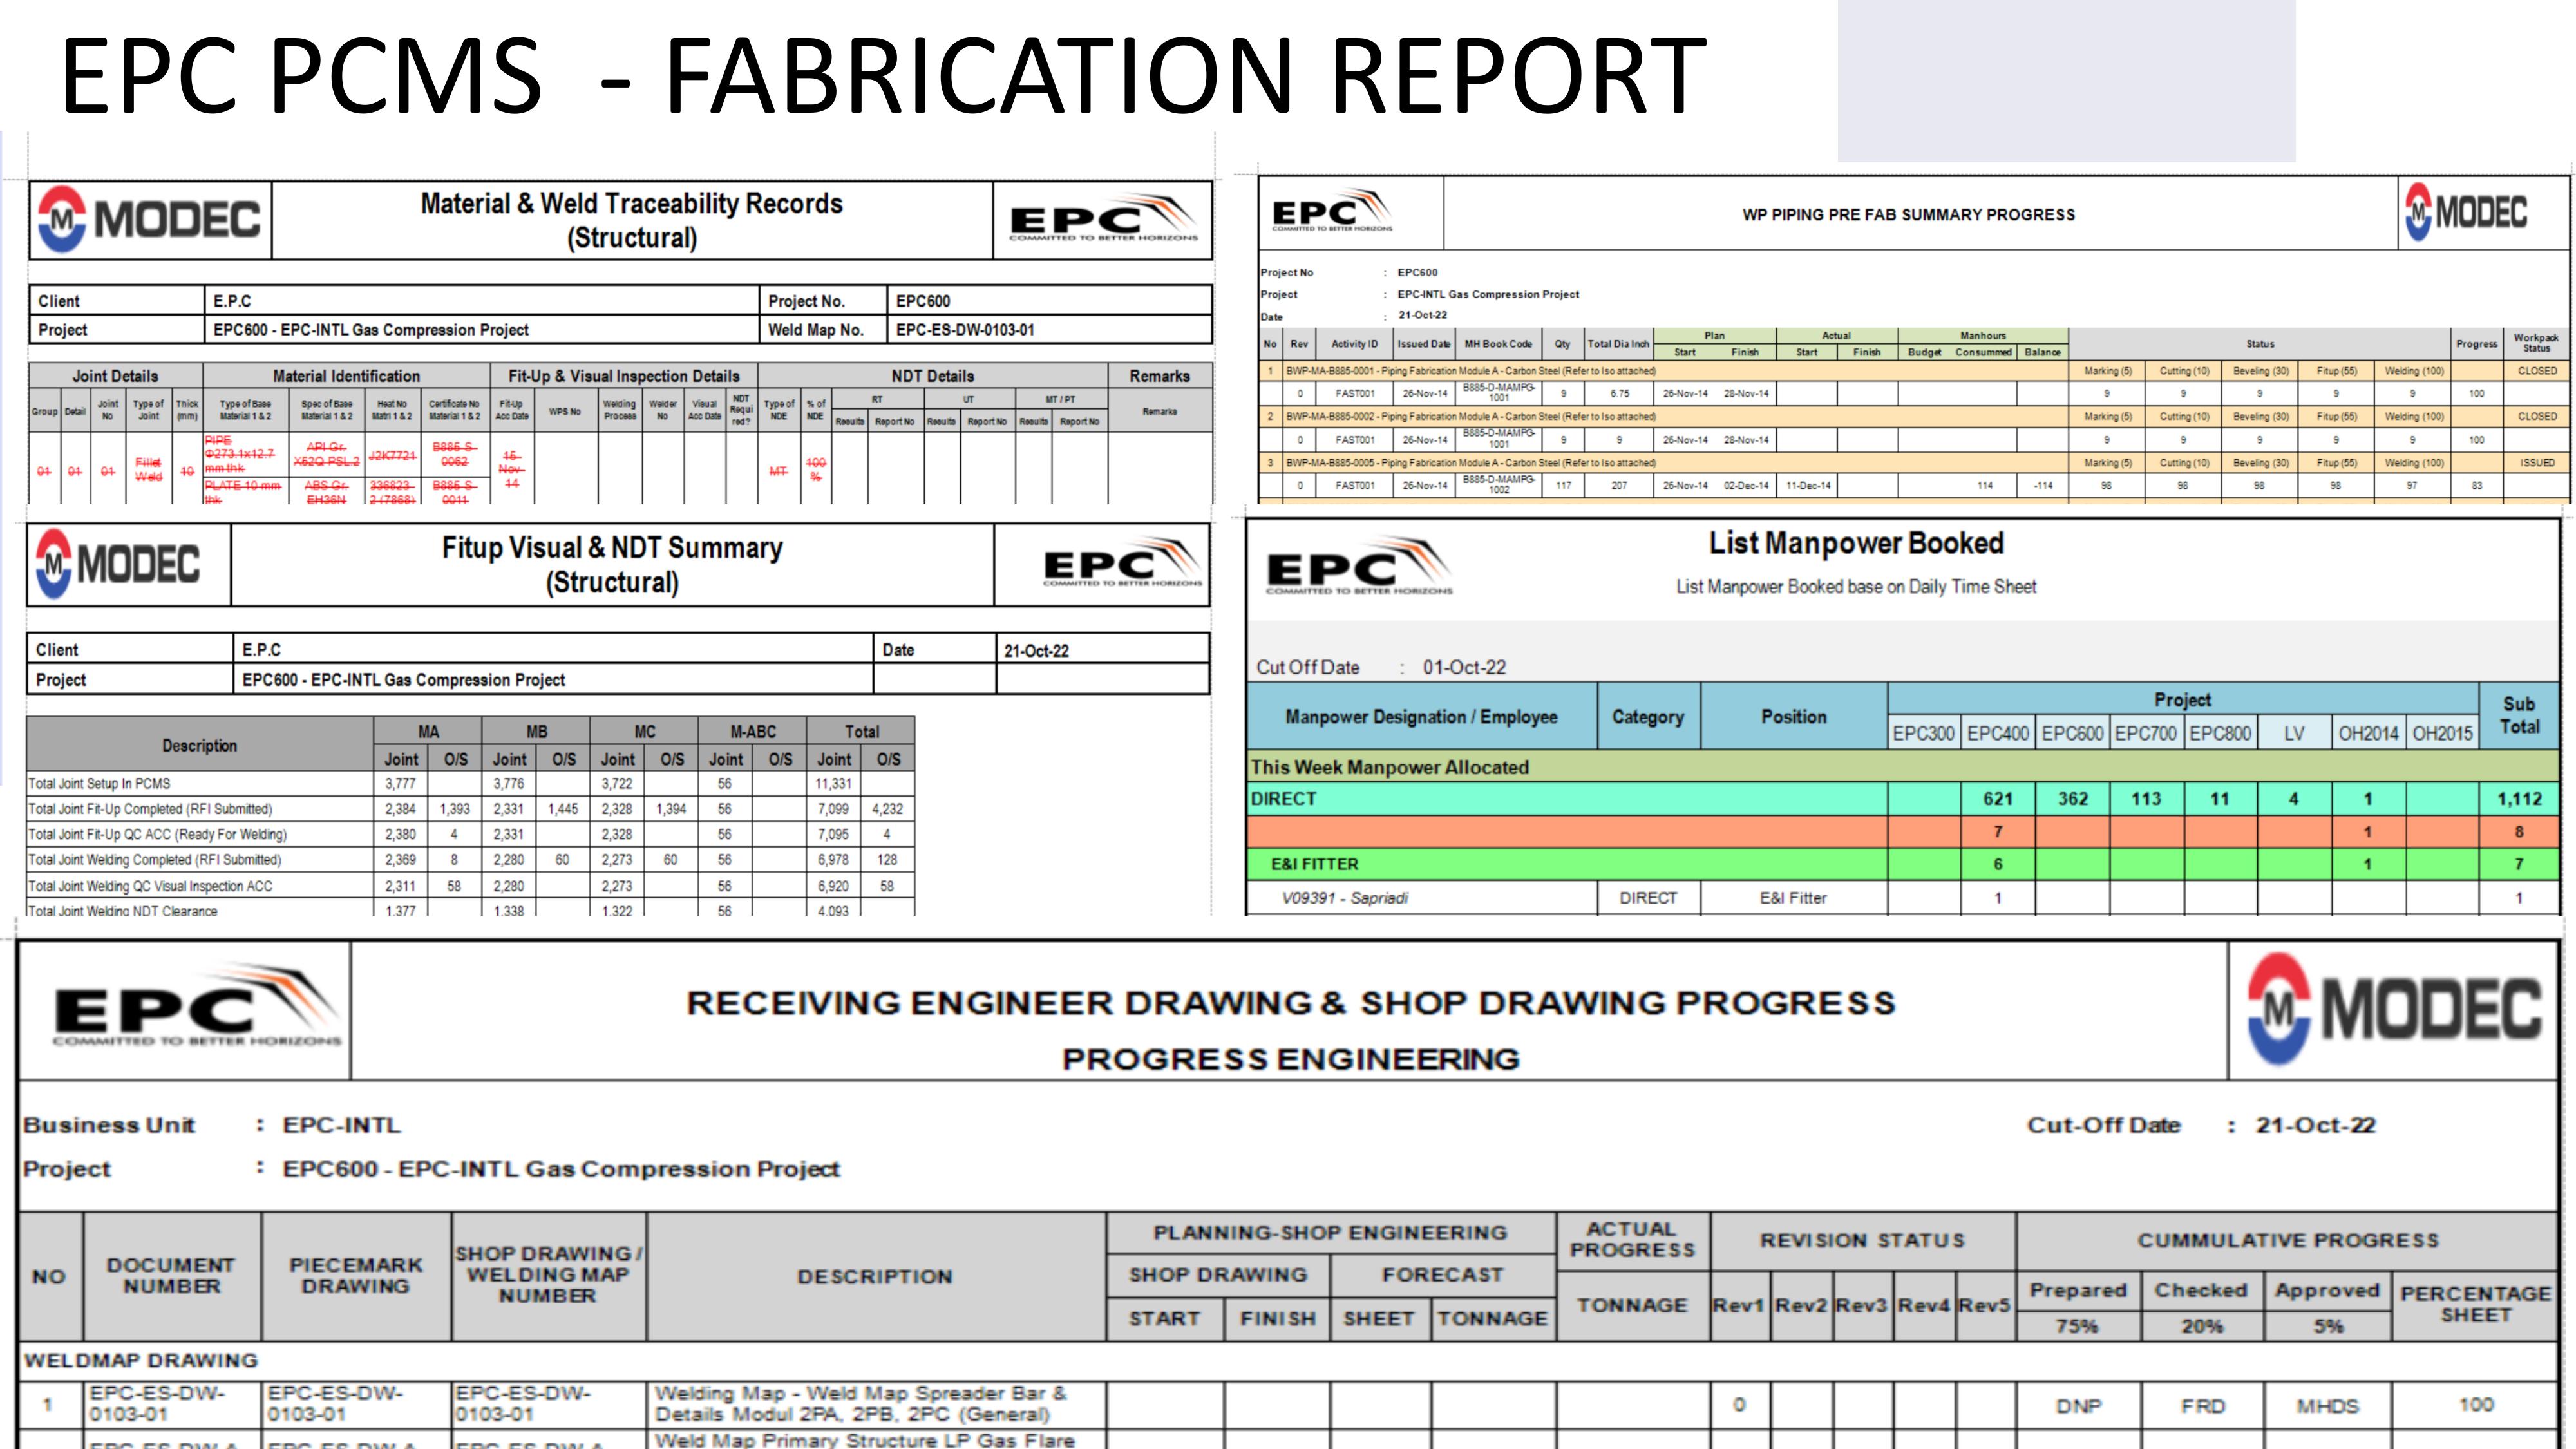 EPC PCMS - FABRICATION REPORT
MODEC
Material & Weld Traceability Records
(Structural)
EPC
COMMITTED TO BETTER HORIZONS
Client E.P.C Project No. EPC600
Project EPC600 - EPC-INTL Gas Compression Project Weld Map No. EPC-ES-DW-0103-01
Joint Details Material Identification Fit-Up & Visual Inspection Details NDT Details Remarks
Group Detail Joint No Type of Joint Thick (mm) Type of Base Material 1 & 2 Spec of Base Material 1 & 2 Heat No Matrl 1 & 2 Certificate No Material 1 & 2 Fit-Up Acc Date WPS No Welding Process Welder No Visual Acc Date NDT Requi red? Type of NDE % of NDE RT UT MT / PT Remarks
Results Report No Results Report No Results Report No
01 01 01 Fillet Weld 10 PIPE Φ273.1x12.7 mm thk API Gr. X52Q PSL.2 J2K7721 B885-S-0062 15-Nov-14 MT 100 %
PLATE 10 mm thk ABS Gr. EH36N 336823-2 (7868) B885-S-0011
EPC
COMMITTED TO BETTER HORIZONS
WP PIPING PRE FAB SUMMARY PROGRESS
MODEC
Project No : EPC600
Project : EPC-INTL Gas Compression Project
Date : 21-Oct-22
No Rev Activity ID Issued Date MH Book Code Qty Total Dia Inch Plan Actual Manhours Status Progress Workpack Status
Start Finish Start Finish Budget Consummed Balance
1 BWP-MA-B885-0001 - Piping Fabrication Module A - Carbon Steel (Refer to Iso attached) Marking (5) Cutting (10) Beveling (30) Fitup (55) Welding (100) CLOSED
0 FAST001 26-Nov-14 B885-D-MAMPG-1001 9 6.75 26-Nov-14 28-Nov-14 9 9 9 9 9 100
2 BWP-MA-B885-0002 - Piping Fabrication Module A - Carbon Steel (Refer to Iso attached) Marking (5) Cutting (10) Beveling (30) Fitup (55) Welding (100) CLOSED
0 FAST001 26-Nov-14 B885-D-MAMPG-1001 9 9 26-Nov-14 28-Nov-14 9 9 9 9 9 100
3 BWP-MA-B885-0005 - Piping Fabrication Module A - Carbon Steel (Refer to Iso attached) Marking (5) Cutting (10) Beveling (30) Fitup (55) Welding (100) ISSUED
0 FAST001 26-Nov-14 B885-D-MAMPG-1002 117 207 26-Nov-14 02-Dec-14 11-Dec-14 114 -114 98 98 98 98 97 83
MODEC
Fitup Visual & NDT Summary
(Structural)
EPC
COMMITTED TO BETTER HORIZONS
Client E.P.C Date 21-Oct-22
Project EPC600 - EPC-INTL Gas Compression Project
Description MA MB MC M-ABC Total
Joint O/S Joint O/S Joint O/S Joint O/S Joint O/S
Total Joint Setup In PCMS 3,777 3,776 3,722 56 11,331
Total Joint Fit-Up Completed (RFI Submitted) 2,384 1,393 2,331 1,445 2,328 1,394 56 7,099 4,232
Total Joint Fit-Up QC ACC (Ready For Welding) 2,380 4 2,331 2,328 56 7,095 4
Total Joint Welding Completed (RFI Submitted) 2,369 8 2,280 60 2,273 60 56 6,978 128
Total Joint Welding QC Visual Inspection ACC 2,311 58 2,280 2,273 56 6,920 58
Total Joint Welding NDT Clearance 1,377 1,338 1,322 56 4,093
EPC
COMMITTED TO BETTER HORIZONS
List Manpower Booked
List Manpower Booked base on Daily Time Sheet
Cut Off Date : 01-Oct-22
Manpower Designation / Employee Category Position Project Sub Total
EPC300 EPC400 EPC600 EPC700 EPC800 LV OH2014 OH2015
This Week Manpower Allocated
DIRECT 621 362 113 11 4 1 1,112
7 1 8
E&I FITTER 6 1 7
V09391 - Sapriadi DIRECT E&I Fitter 1 1
EPC
COMMITTED TO BETTER HORIZONS
RECEIVING ENGINEER DRAWING & SHOP DRAWING PROGRESS
PROGRESS ENGINEERING
MODEC
Business Unit : EPC-INTL Cut-Off Date : 21-Oct-22
Project : EPC600 - EPC-INTL Gas Compression Project
NO DOCUMENT NUMBER PIECEMARK DRAWING SHOP DRAWING / WELDING MAP NUMBER DESCRIPTION PLANNING-SHOP ENGINEERING ACTUAL PROGRESS REVISION STATUS CUMMULATIVE PROGRESS
SHOP DRAWING FORECAST
START FINISH SHEET TONNAGE TONNAGE Rev1 Rev2 Rev3 Rev4 Rev5 Prepared Checked Approved PERCENTAGE SHEET
75% 20% 5%
WELDMAP DRAWING
1 EPC-ES-DW-0103-01 EPC-ES-DW-0103-01 EPC-ES-DW-0103-01 Welding Map - Weld Map Spreader Bar & Details Modul 2PA, 2PB, 2PC (General) 0 DNP FRD MHDS 100
Weld Map Primary Structure LP Gas Flare